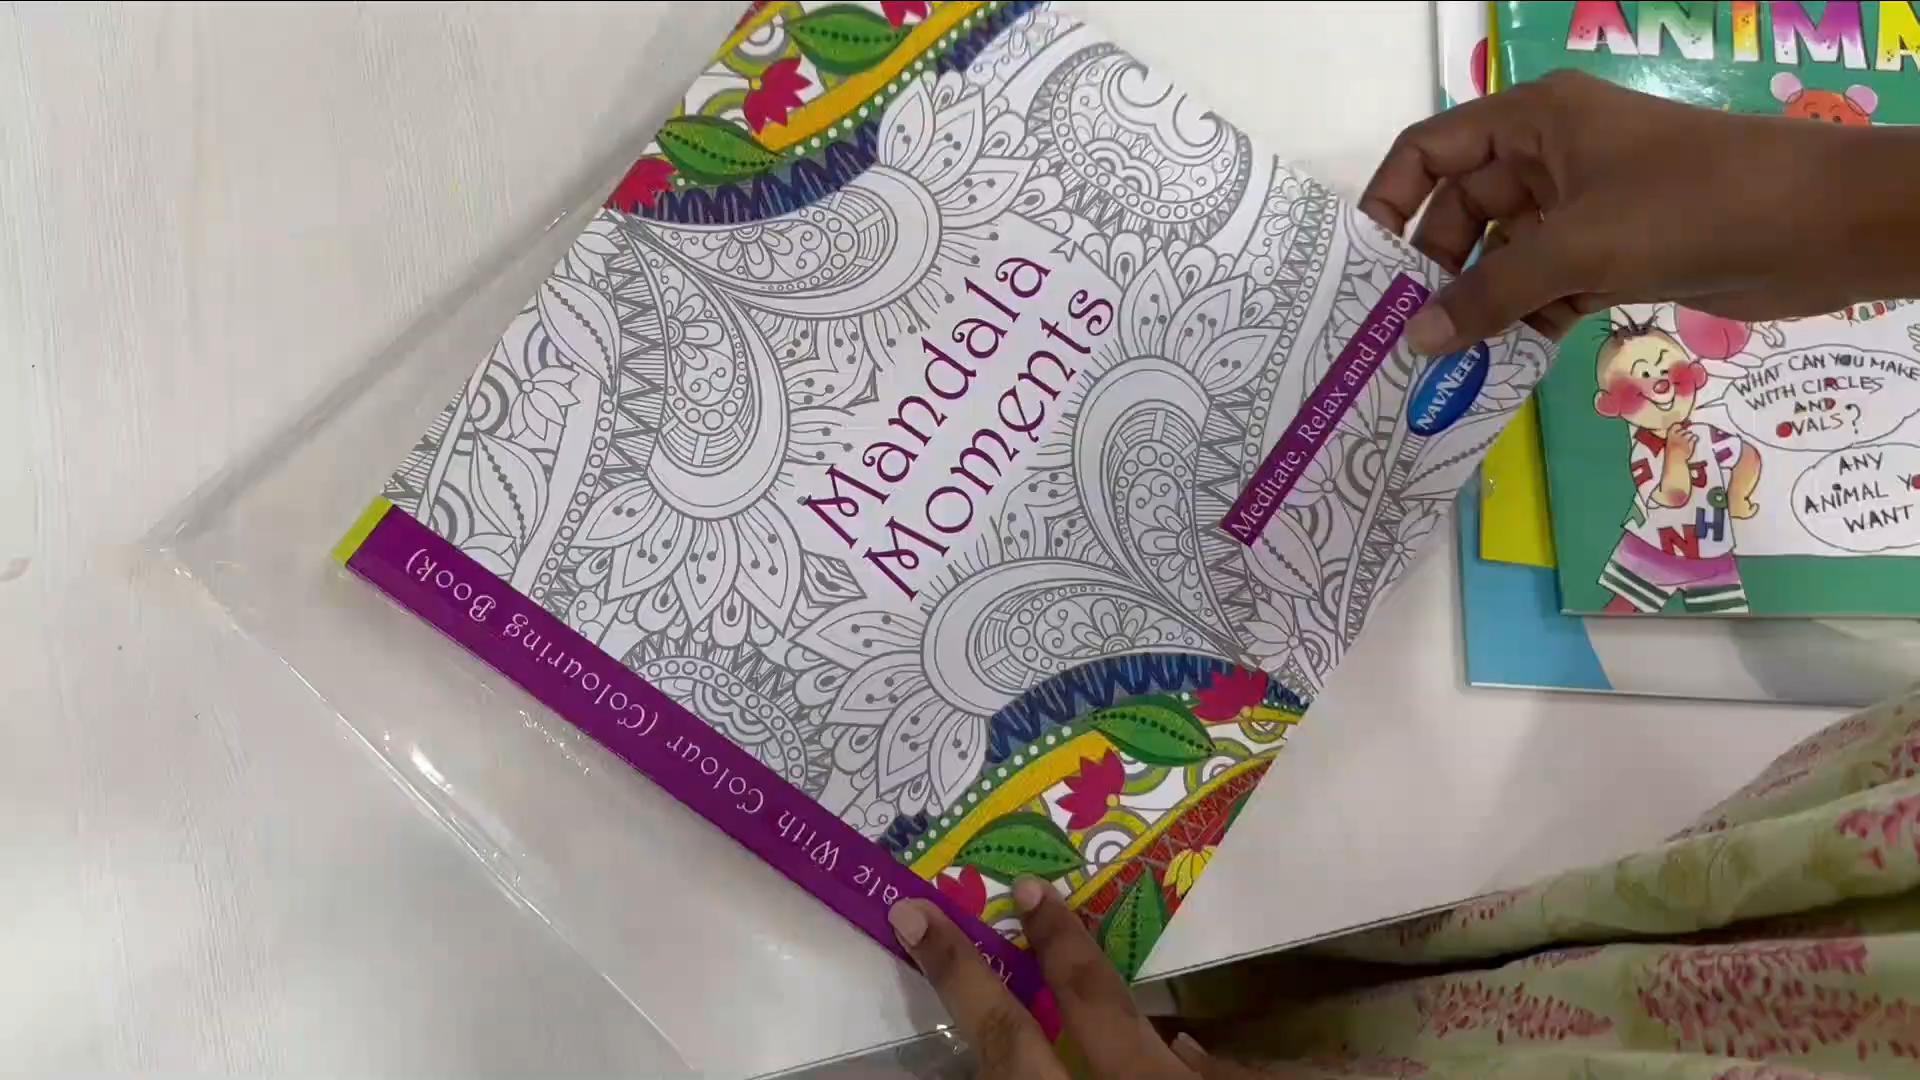 Mandala
Moments
Meditate, Relax and Enjoy
NAVNEET
With Colour (Colouring Book)
WHAT CAN YOU MAKE
WITH CIRCLES
AND
OVALS?
ANY
ANIMAL
WANT